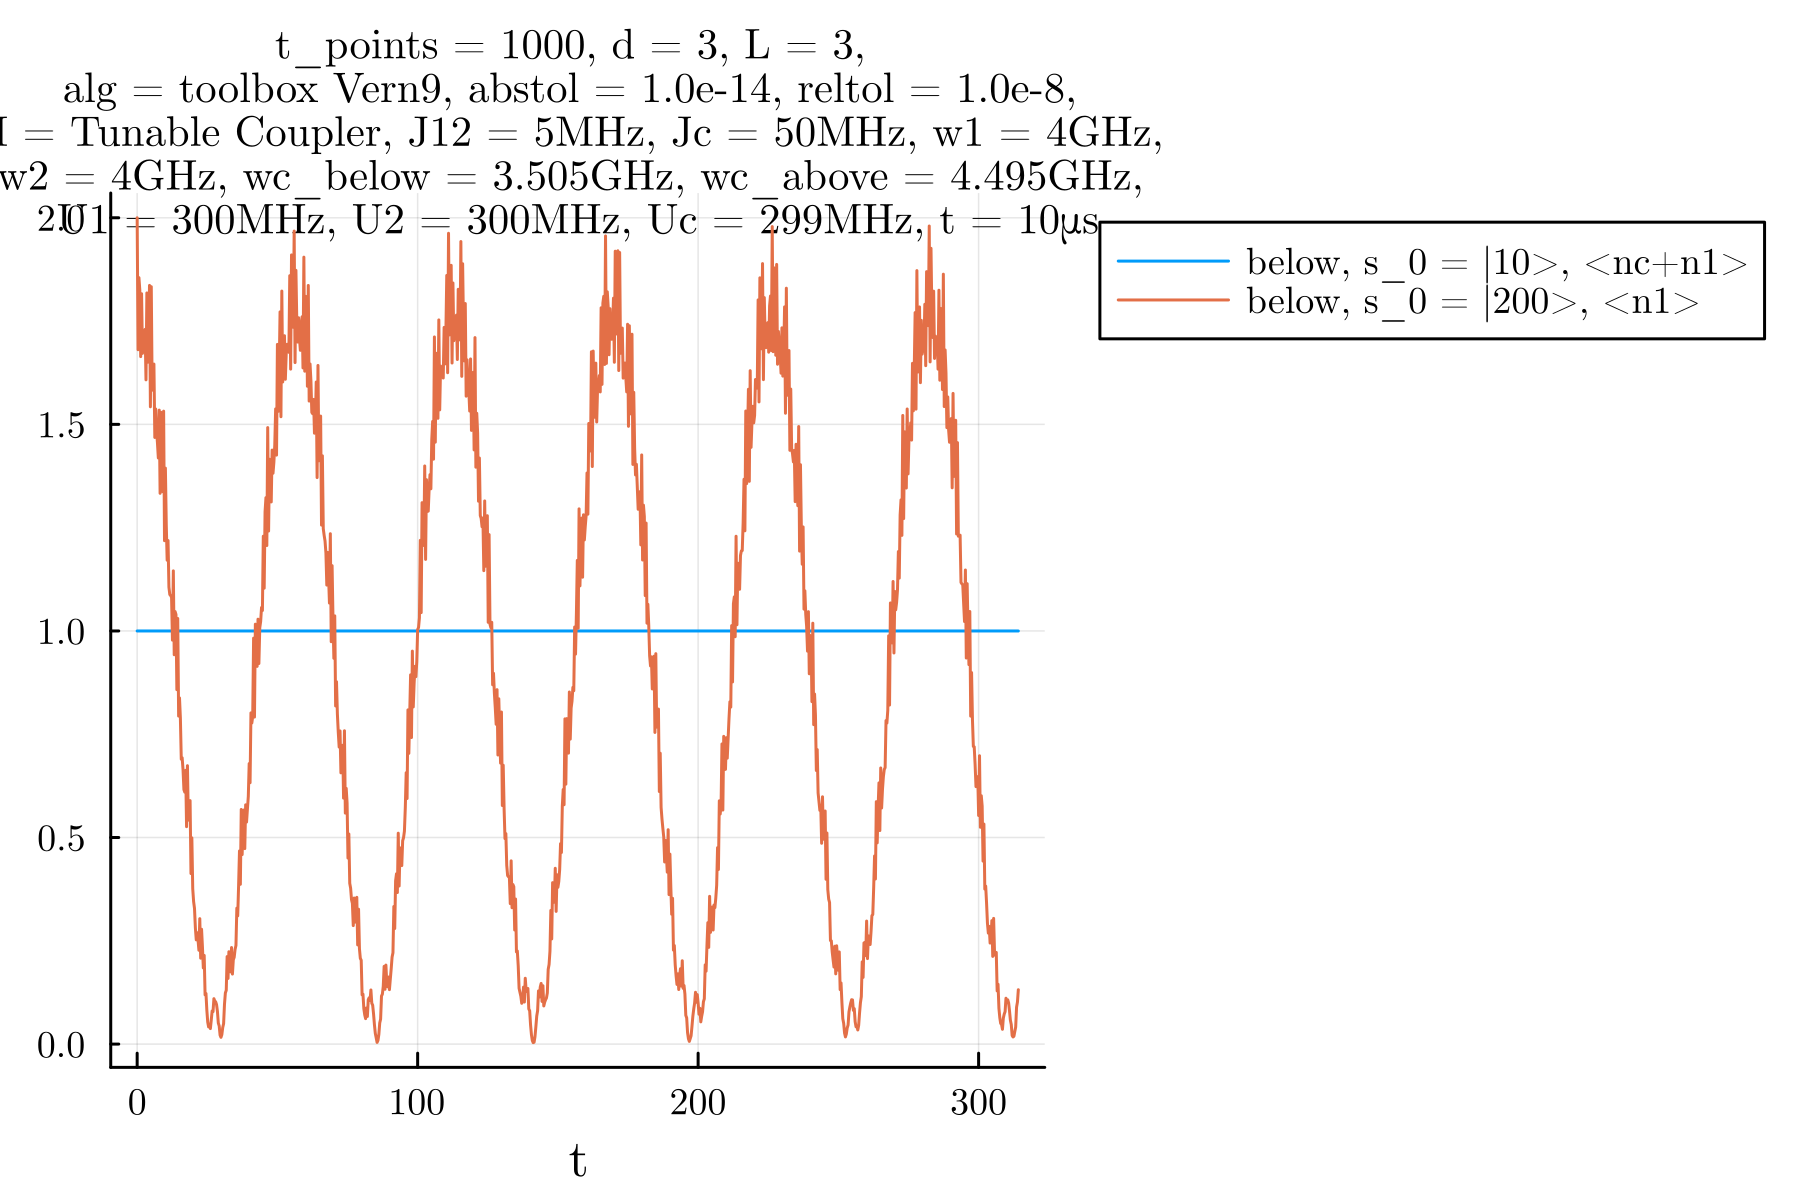 t_points = 1000, d = 3, L = 3,
alg = toolbox Vern9, abstol = 1.0e-14, reltol = 1.0e-8,
= Tunable Coupler, J12 = 5MHz, Jc = 50MHz, w1 = 4GHz,
w2 = 4GHz, wc_below = 3.505GHz, wc_above = 4.495GHz,
U1 = 300MHz, U2 = 300MHz, Uc = 299MHz, t = 10μs
below, s_0 = |10>, <nc+n1>
below, s_0 = |200>, <n1>
2.0
1.5
1.0
0.5
0.0
0 100 200 300
t